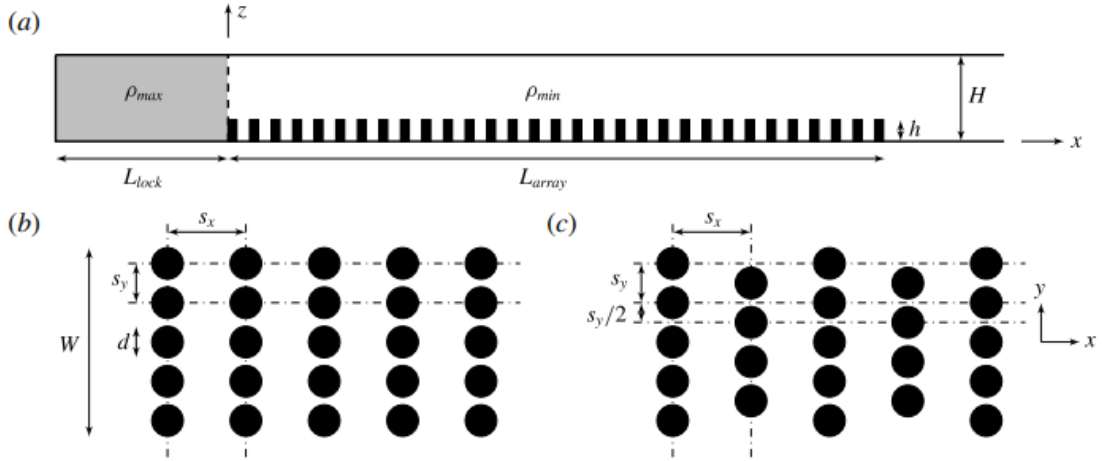 (a)
z
ρmax
ρmin
H
h
x
Llock
Larray
(b)
sx
sy
W
d
(c)
sx
sy
sy/2
y
x